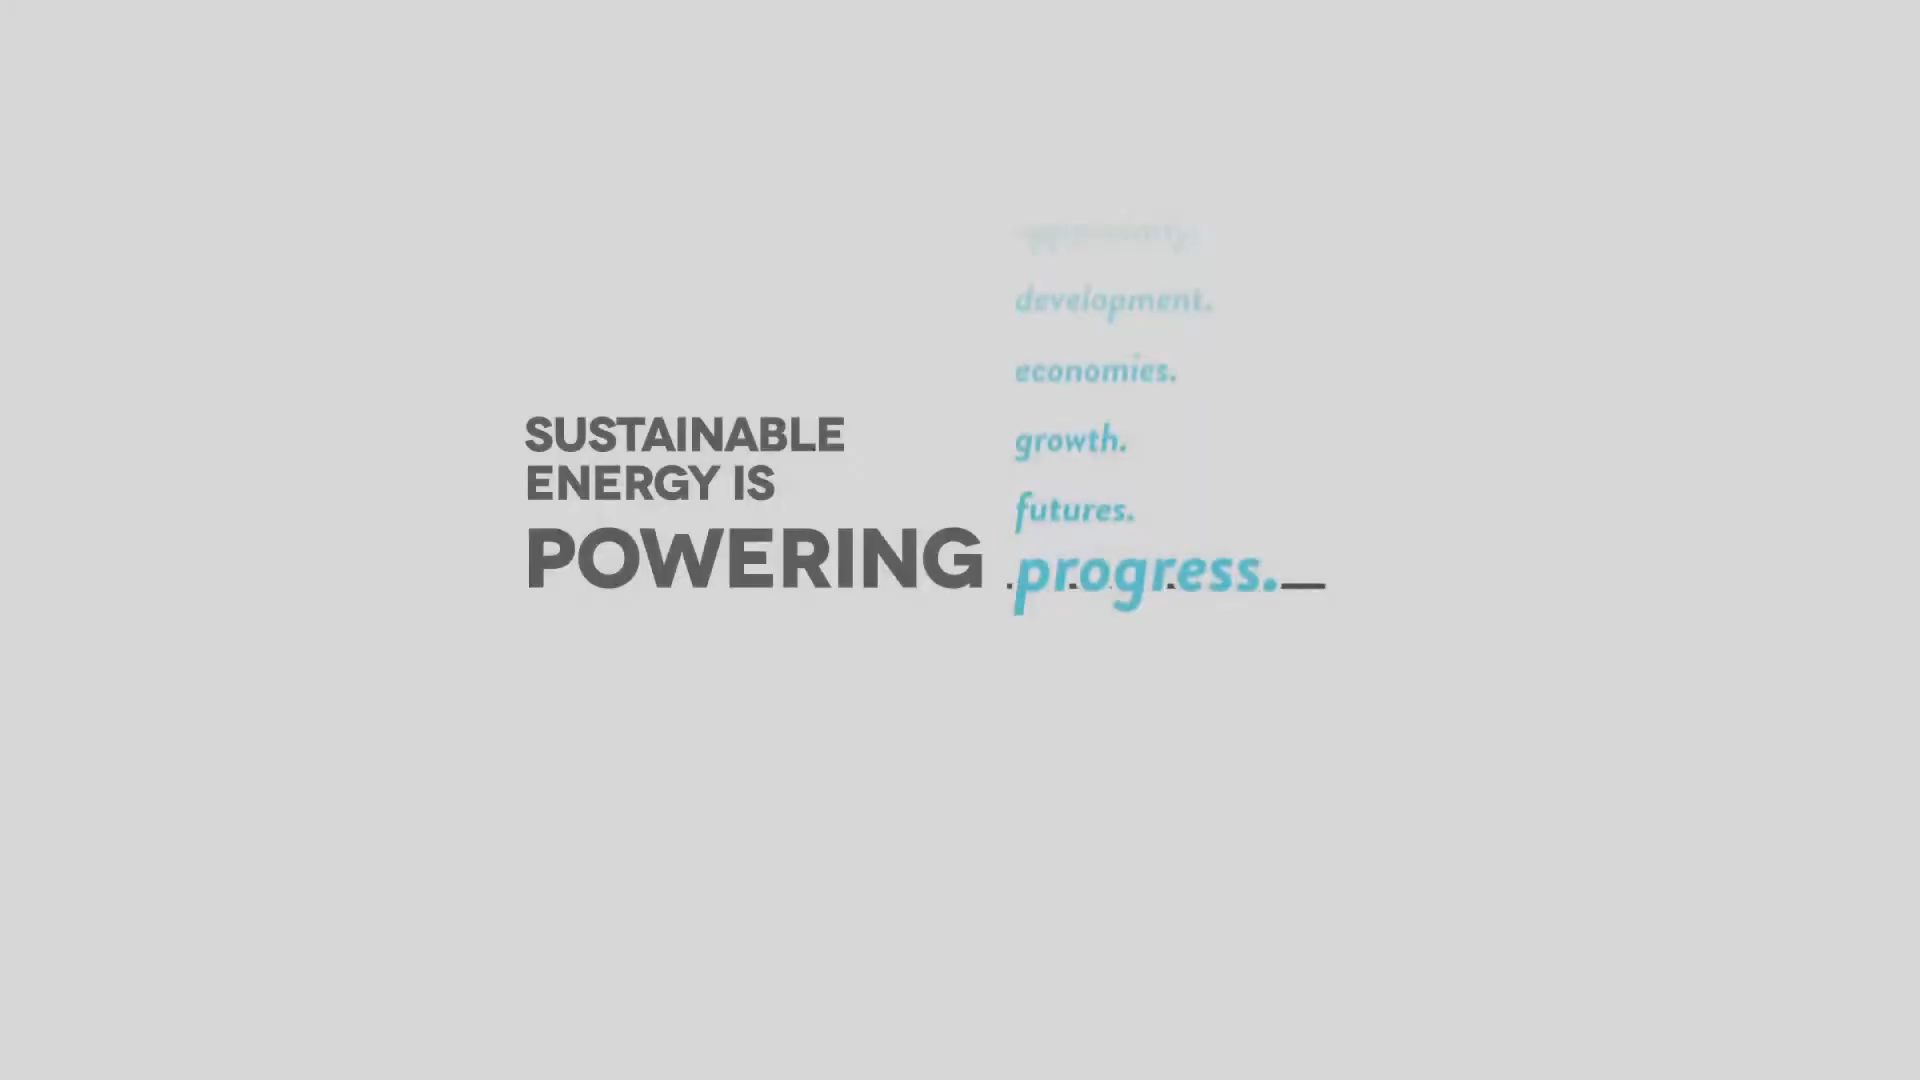 development.
economies.
growth.
futures.
SUSTAINABLE
ENERGY IS
POWERING progress.